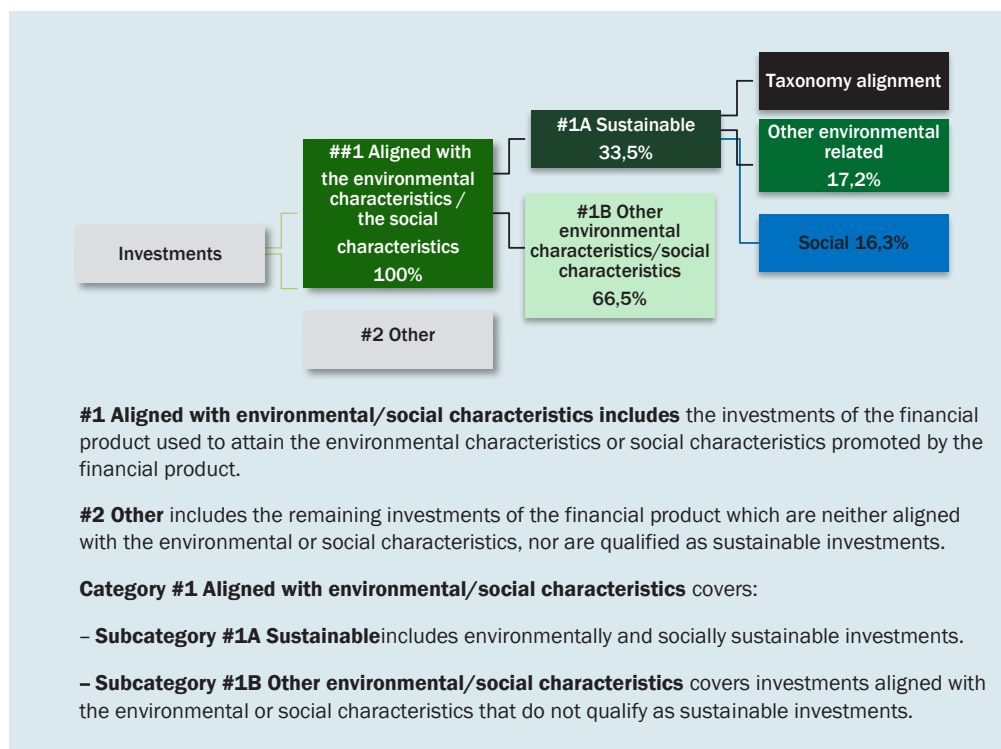 Investments
##1 Aligned with
the environmental
characteristics /
the social
characteristics
100%
#2 Other
#1A Sustainable
33,5%
#1B Other
environmental
characteristics/social
characteristics
66,5%
Taxonomy alignment
Other environmental
related
17,2%
Social 16,3%
#1 Aligned with environmental/social characteristics includes the investments of the financial
product used to attain the environmental characteristics or social characteristics promoted by the
financial product.
#2 Other includes the remaining investments of the financial product which are neither aligned
with the environmental or social characteristics, nor are qualified as sustainable investments.
Category #1 Aligned with environmental/social characteristics covers:
– Subcategory #1A Sustainableincludes environmentally and socially sustainable investments.
– Subcategory #1B Other environmental/social characteristics covers investments aligned with
the environmental or social characteristics that do not qualify as sustainable investments.